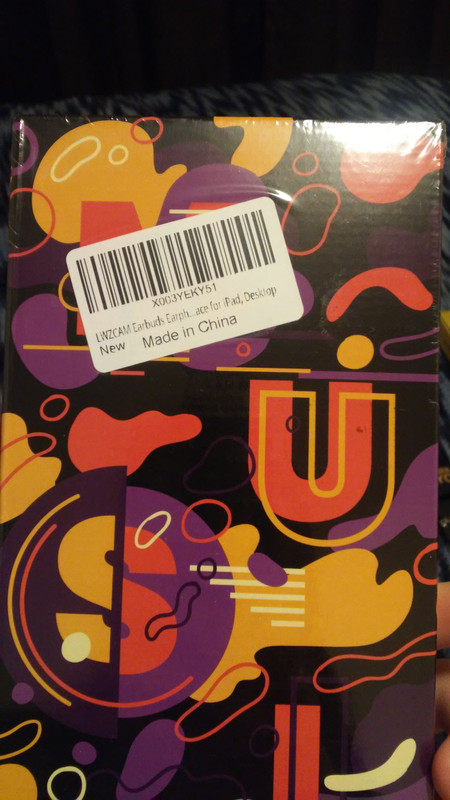 X003YEKY51
LWZCAM Earbuds Earph...ace for iPad, Desktop
New Made in China
U
S